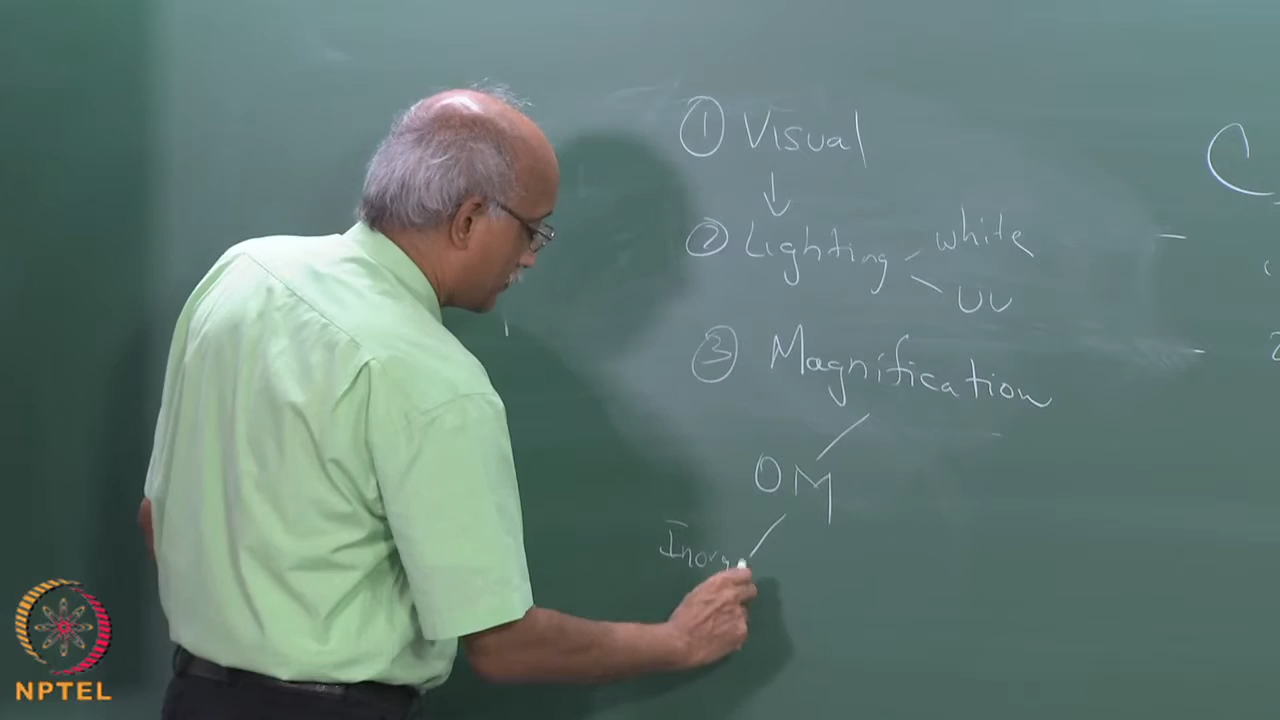 ① Visual
↓
② Lighting white
UV
③ Magnification
OM
Inorg
NPTEL